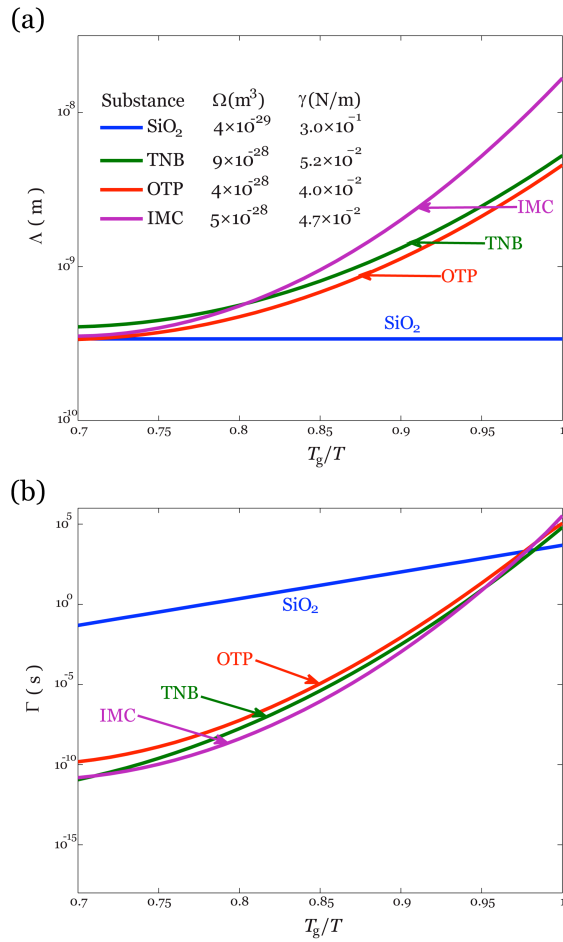 (a)
Substance Ω(m³) γ(N/m)
SiO₂ 4×10⁻²⁹ 3.0×10⁻¹
TNB 9×10⁻²⁸ 5.2×10⁻²
OTP 4×10⁻²⁸ 4.0×10⁻²
IMC 5×10⁻²⁸ 4.7×10⁻²
10⁻⁸
10⁻⁹
10⁻¹⁰
Λ ( m )
IMC
TNB
OTP
SiO₂
0.7 0.75 0.8 0.85 0.9 0.95 1
T_g/T
(b)
10⁵
10⁰
10⁻⁵
10⁻¹⁰
10⁻¹⁵
Γ ( s )
SiO₂
OTP
TNB
IMC
0.7 0.75 0.8 0.85 0.9 0.95 1
T_g/T